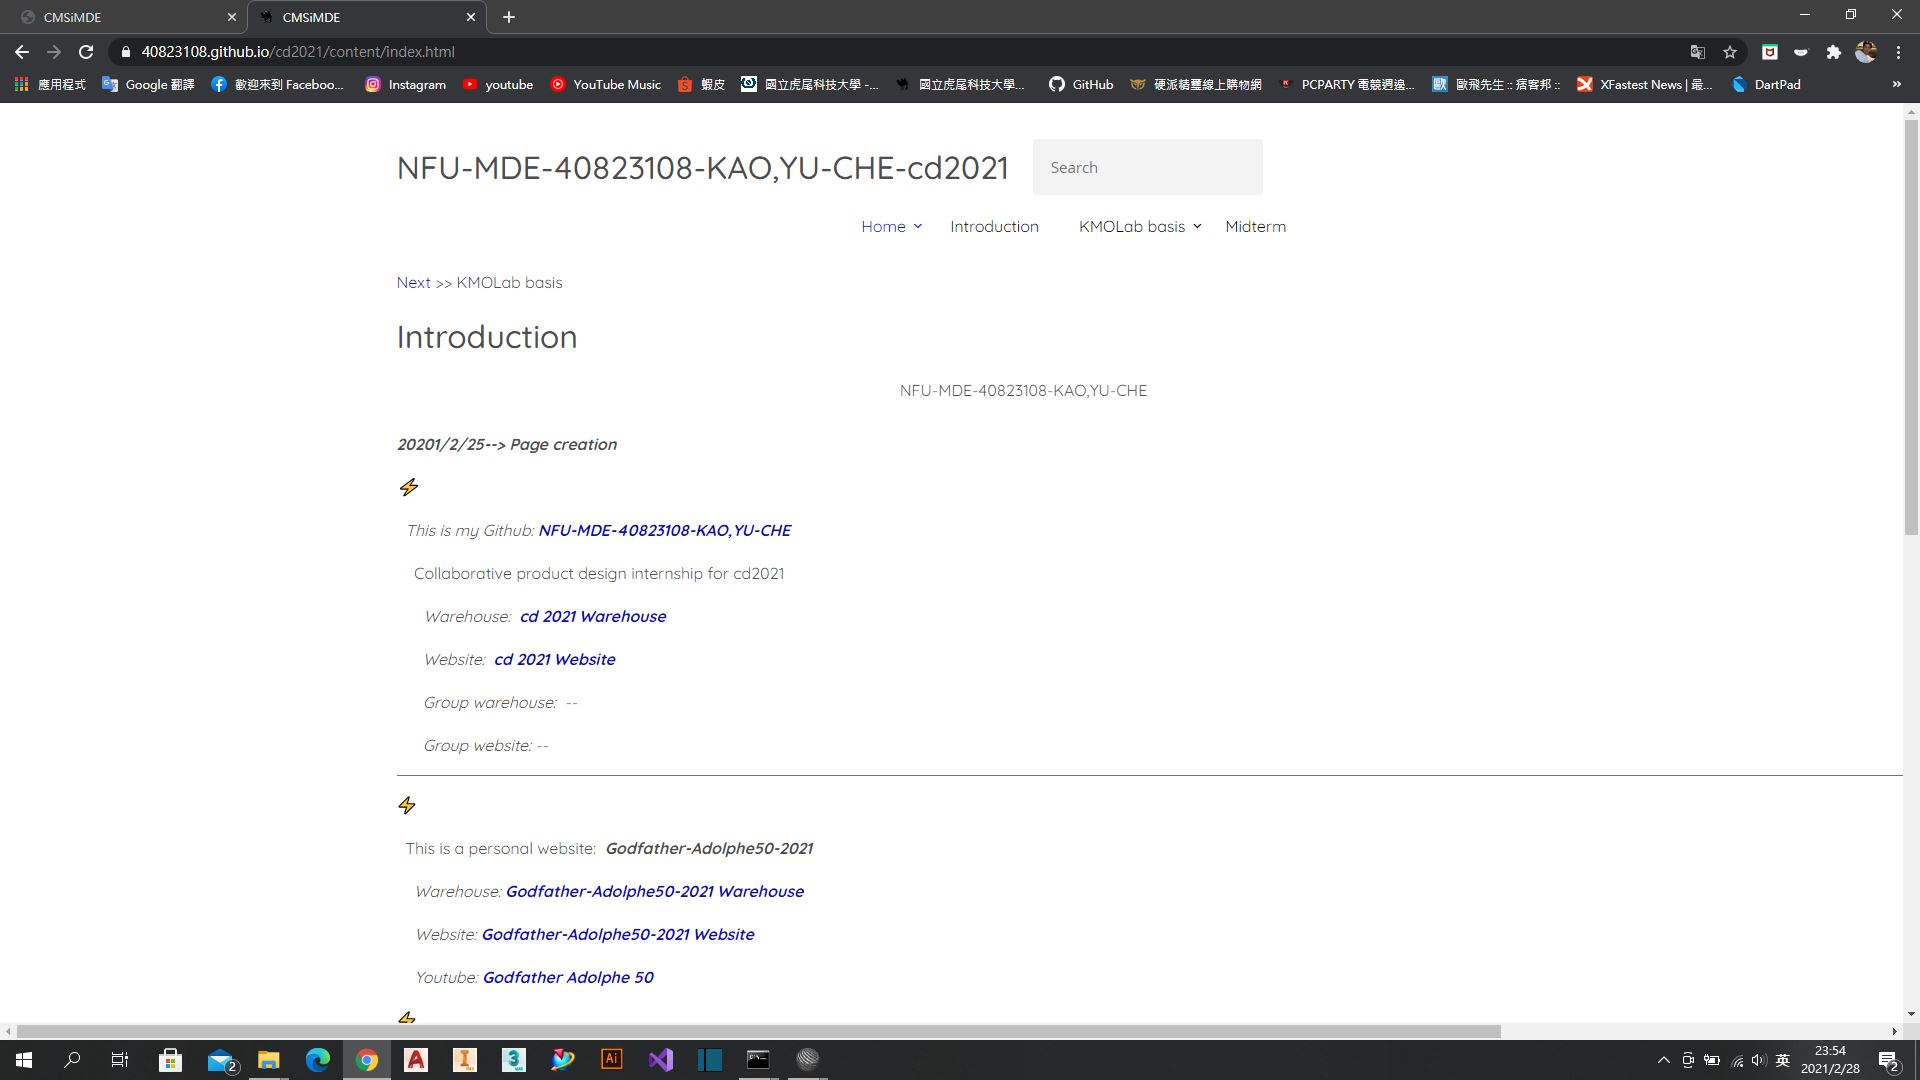 CMSiMDE
CMSiMDE
40823108.github.io/cd2021/content/index.html
應用程式 Google 翻譯 歡迎來到 Faceboo... Instagram youtube YouTube Music 蝦皮 國立虎尾科技大學 -... 國立虎尾科技大學... GitHub 硬派精璽線上購物網 PCPARTY 電競週邊... 歐飛先生 :: 痞客邦 :: XFastest News | 最... DartPad »
NFU-MDE-40823108-KAO,YU-CHE-cd2021
Search
Home Introduction KMOLab basis Midterm
Next >> KMOLab basis
Introduction
NFU-MDE-40823108-KAO,YU-CHE
20201/2/25--> Page creation
This is my Github: NFU-MDE-40823108-KAO,YU-CHE
Collaborative product design internship for cd2021
Warehouse: cd 2021 Warehouse
Website: cd 2021 Website
Group warehouse: --
Group website: --
This is a personal website: Godfather-Adolphe50-2021
Warehouse: Godfather-Adolphe50-2021 Warehouse
Website: Godfather-Adolphe50-2021 Website
Youtube: Godfather Adolphe 50
英
23:54
2021/2/28